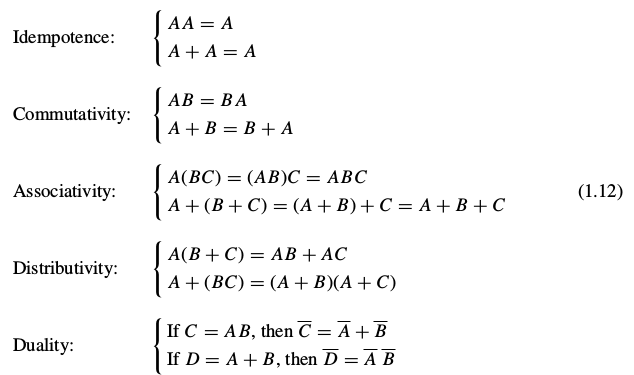 Idempotence: AA = A
A + A = A
Commutativity: AB = BA
A + B = B + A
Associativity: A(BC) = (AB)C = ABC
A + (B + C) = (A + B) + C = A + B + C (1.12)
Distributivity: A(B + C) = AB + AC
A + (BC) = (A + B)(A + C)
Duality: If C = AB, then C̅ = A̅ + B̅
If D = A + B, then D̅ = A̅ B̅